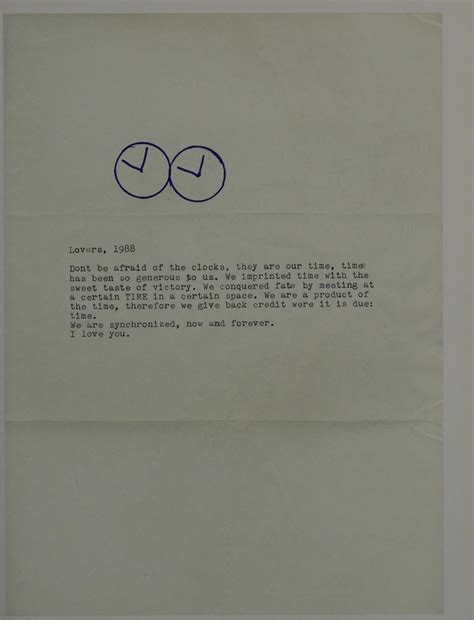 Lovers, 1988
Dont be afraid of the clocks, they are our time, time
has been so generous to us. We imprinted time with the
sweet taste of victory. We conquered fate by meeting at
a certain TIME in a certain space. We are a product of
the time, therefore we give back credit were it is due:
time.
We are synchronized, now and forever.
I love you.